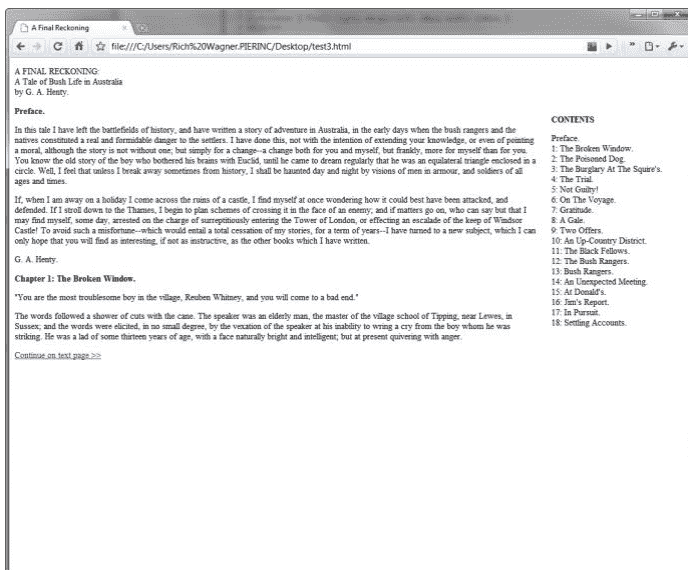 A Final Reckoning
file:///C:/Users/Rich%20Wagner.PIERINC/Desktop/test3.html
A FINAL RECKONING:
A Tale of Bush Life in Australia
by G. A. Henty.
Preface.
In this tale I have left the battlefields of history, and have written a story of adventure in Australia, in the early days when the bush rangers and the
natives constituted a real and formidable danger to the settlers. I have done this, not with the intention of extending your knowledge, or even of pointing
a moral, although the story is not without one; but simply for a change--a change both for you and myself, but frankly, more for myself than for you.
You know the old story of the boy who bothered his brains with Euclid, until he came to dream regularly that he was an equilateral triangle enclosed in a
circle. Well, I feel that unless I break away sometimes from history, I shall be haunted day and night by visions of men in armour, and soldiers of all
ages and times.
If, when I am away on a holiday I come across the ruins of a castle, I find myself at once wondering how it could best have been attacked, and
defended. If I stroll down to the Thames, I begin to plan schemes of crossing it in the face of an enemy; and if matters go on, who can say but that I
may find myself, some day, arrested on the charge of surreptitiously entering the Tower of London, or effecting an escalade of the keep of Windsor
Castle! To avoid such a misfortune--which would entail a total cessation of my stories, for a term of years--I have turned to a new subject, which I can
only hope that you will find as interesting, if not as instructive, as the other books which I have written.
G. A. Henty.
Chapter 1: The Broken Window.
"You are the most troublesome boy in the village, Reuben Whitney, and you will come to a bad end."
The words followed a shower of cuts with the cane. The speaker was an elderly man, the master of the village school of Tipping, near Lewes, in
Sussex; and the words were elicited, in no small degree, by the vexation of the speaker at his inability to wring a cry from the boy whom he was
striking. He was a lad of some thirteen years of age, with a face naturally bright and intelligent; but at present quivering with anger.
Continue on text page >>
CONTENTS
Preface.
1: The Broken Window.
2: The Poisoned Dog.
3: The Burglary At The Squire's.
4: The Trial.
5: Not Guilty!
6: On The Voyage.
7: Gratitude.
8: A Gale.
9: Two Offers.
10: An Up-Country District.
11: The Black Fellows.
12: The Bush Rangers.
13: Bush Rangers.
14: An Unexpected Meeting.
15: At Donald's.
16: Jim's Report.
17: In Pursuit.
18: Settling Accounts.